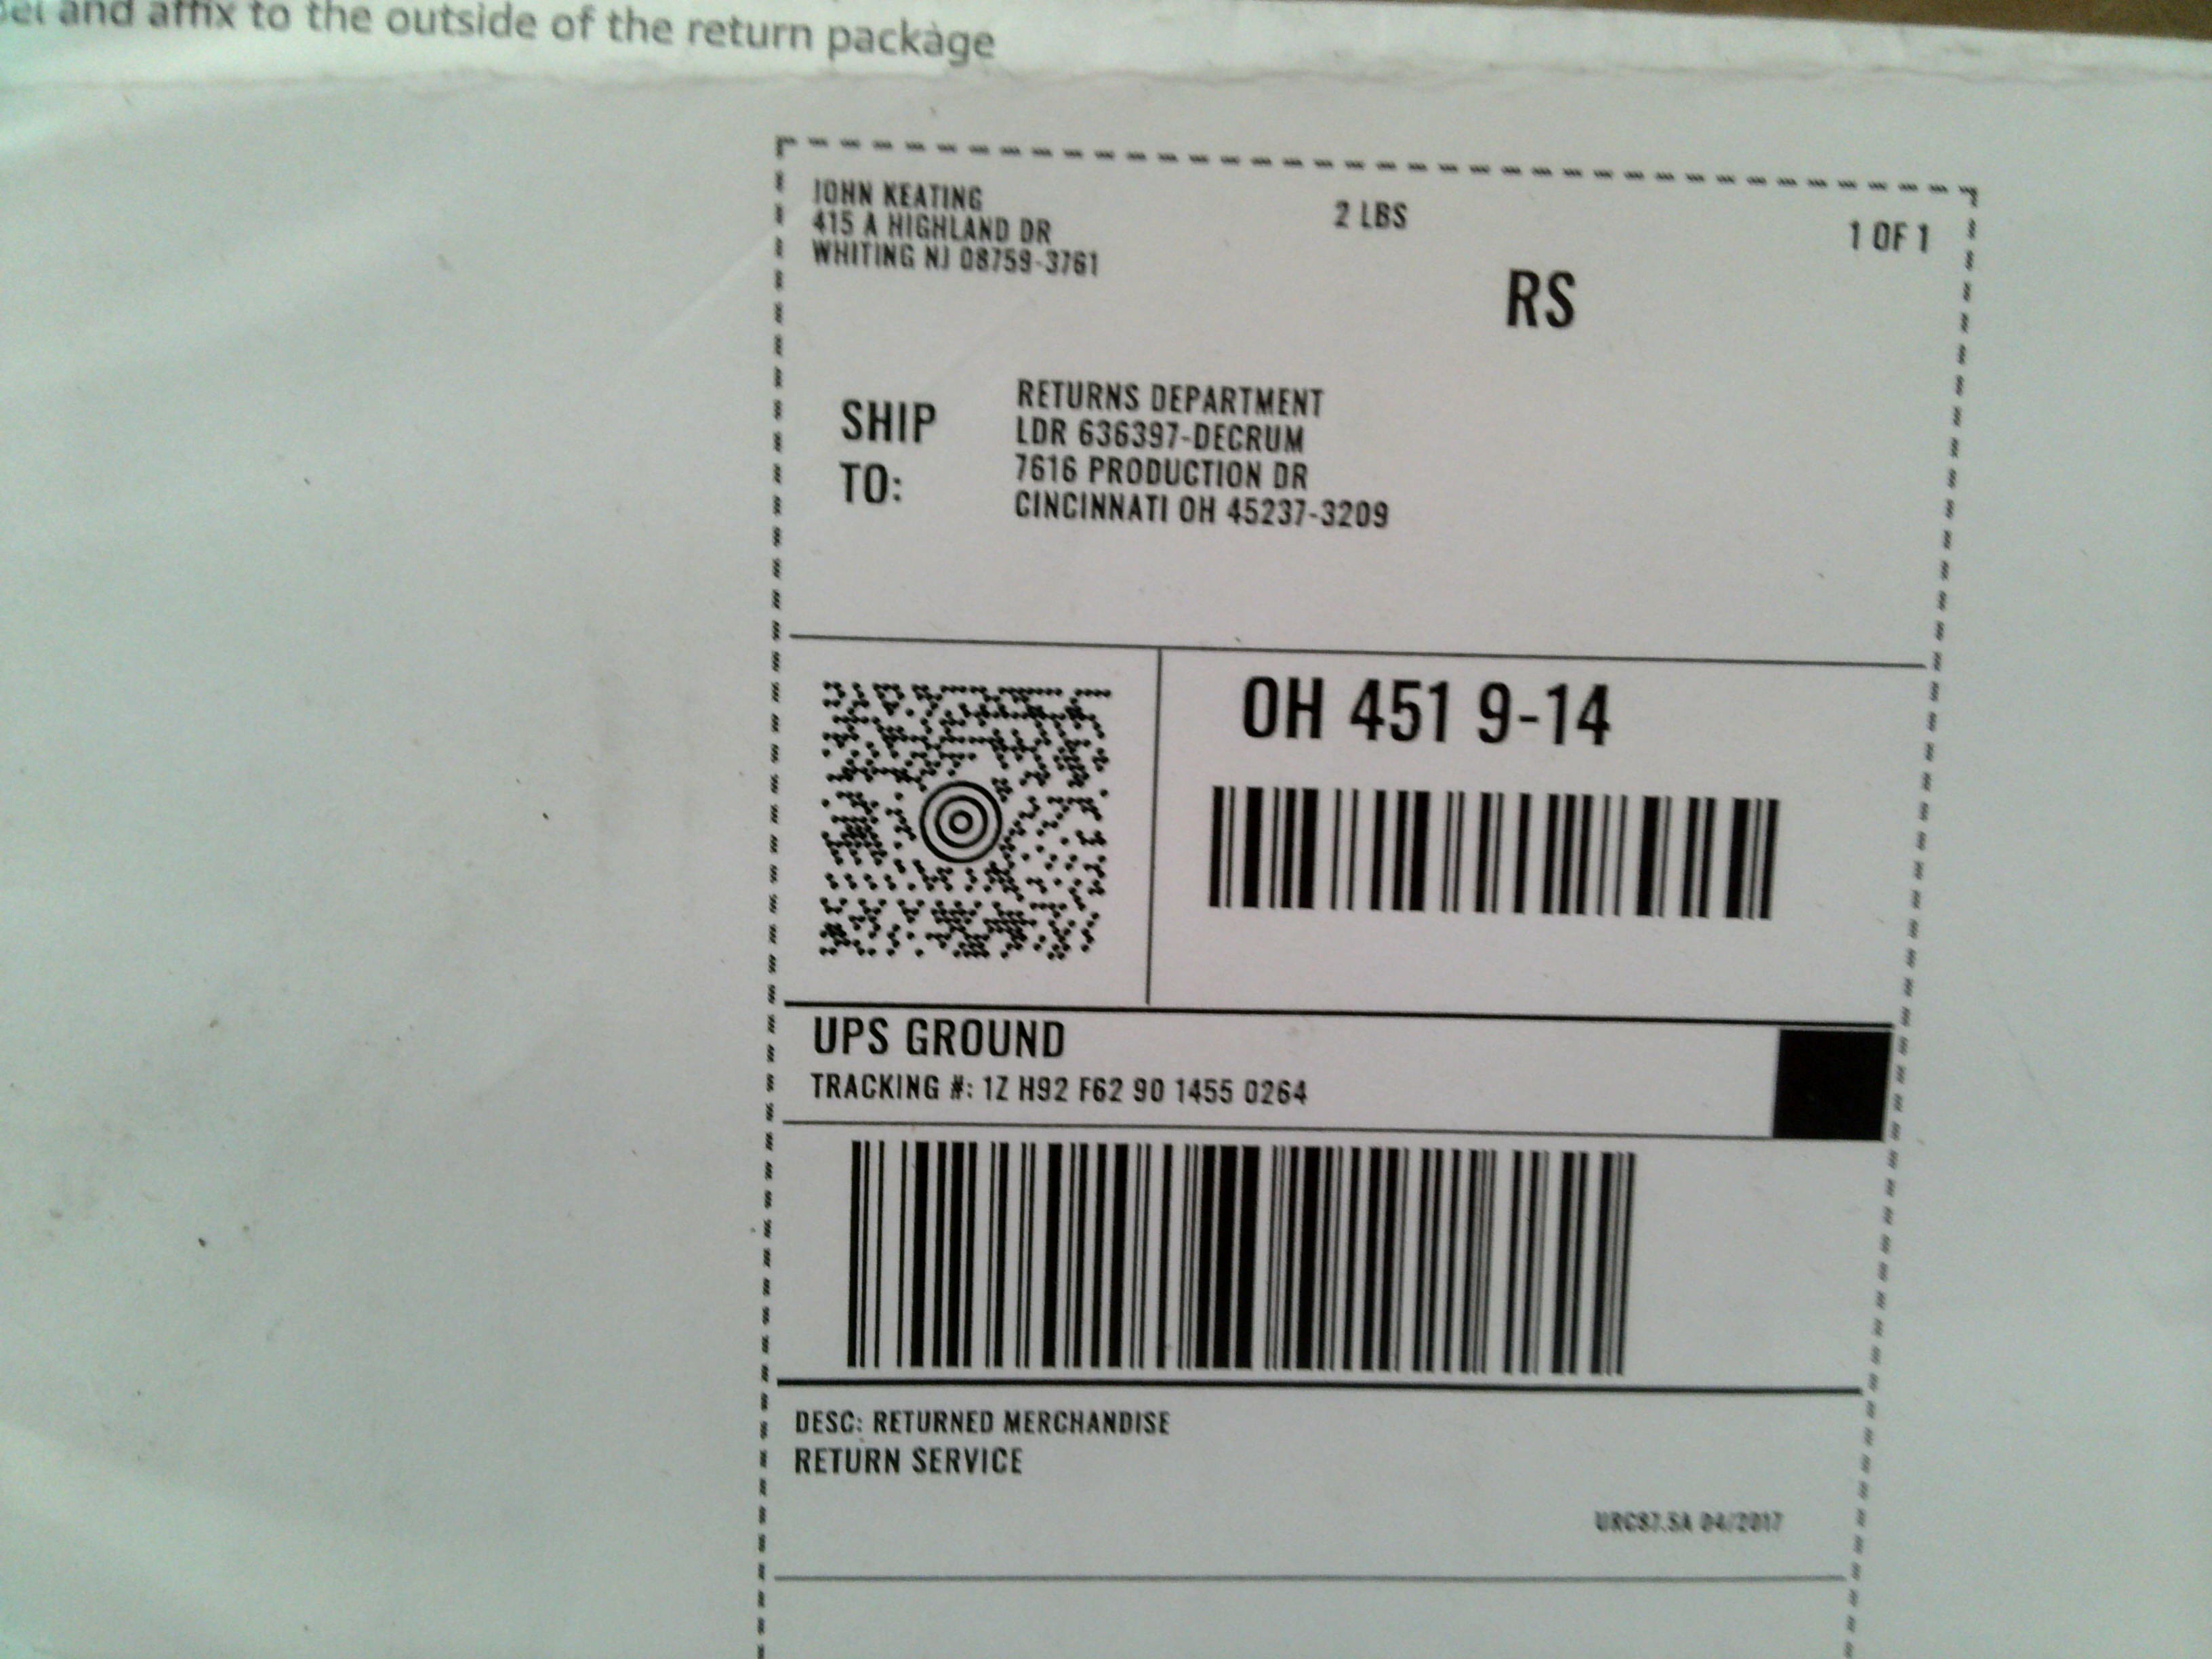 and affix to the outside of the return package
JOHN KEATING
415 A HIGHLAND DR
WHITING NJ 08759-3761
2 LBS
1 OF 1
RS
SHIP
TO:
RETURNS DEPARTMENT
LDR 636397-DECRUM
7616 PRODUCTION DR
CINCINNATI OH 45237-3209
OH 451 9-14
UPS GROUND
TRACKING #: 1Z H92 F62 90 1455 0264
DESC: RETURNED MERCHANDISE
RETURN SERVICE
04/2017